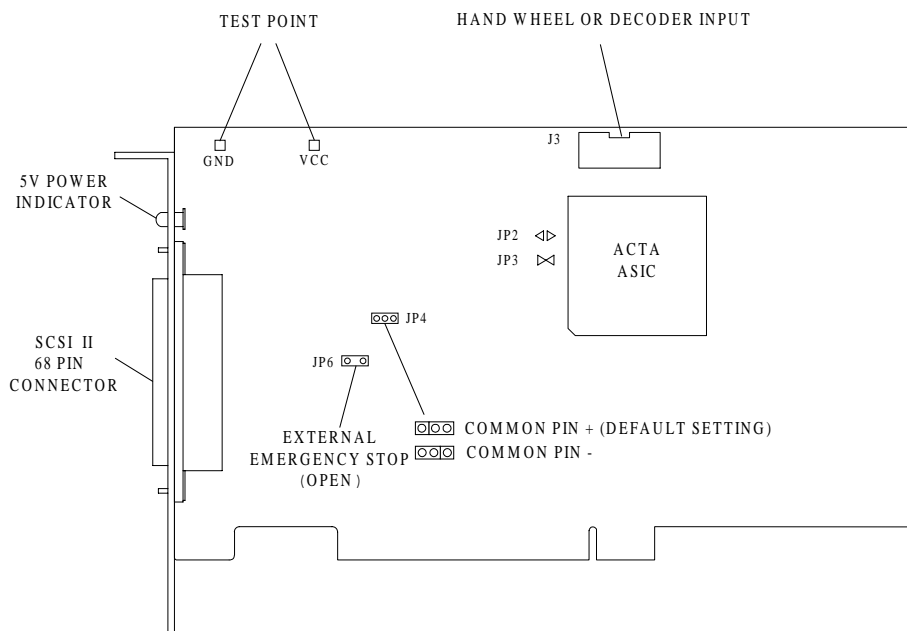 TEST POINT
HAND WHEEL OR DECODER INPUT
J3
GND
VCC
5V POWER
INDICATOR
JP2
JP3
ACTA
ASIC
JP4
SCSI II
68 PIN
CONNECTOR
JP6
COMMON PIN + (DEFAULT SETTING)
COMMON PIN -
EXTERNAL
EMERGENCY STOP
(OPEN)